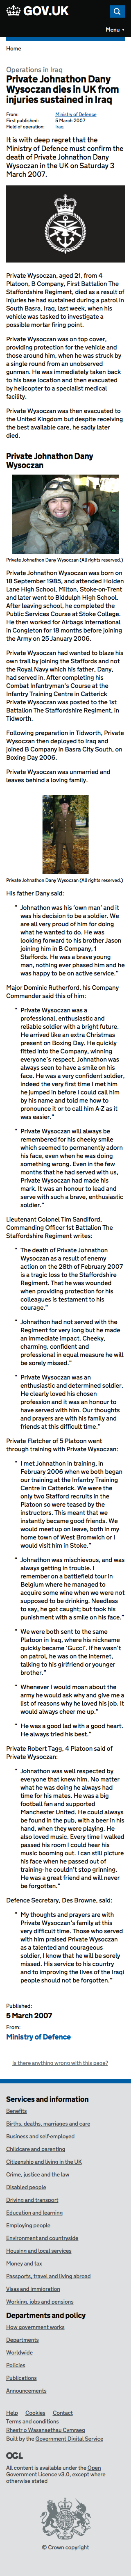 GOV.UK
Menu
Home
Operations in Iraq
Private Johnathon Dany
Wysoczan dies in UK from
injuries sustained in Iraq
From:
Ministry of Defence
First published:
5 March 2007
Field of operation:
Iraq
It is with deep regret that the
Ministry of Defence must confirm the
death of Private Johnathon Dany
Wysoczan in the UK on Saturday 3
March 2007.
Private Wysoczan, aged 21, from 4
Platoon, B Company, First Battalion The
Staffordshire Regiment, died as a result of
injuries he had sustained during a patrol in
South Basra, Iraq, last week, when his
vehicle was tasked to investigate a
possible mortar firing point.
Private Wysoczan was on top cover,
providing protection for the vehicle and
those around him, when he was struck by
a single round fired from an unobserved
gunman. He was immediately taken back
to his base location and then evacuated
by helicopter to a specialist medical
facility.
Private Wysoczan was then evacuated to
the United Kingdom but despite receiving
the best available care, he sadly later
died.
Private Johnathon Dany
Wysoczan
Private Johnathon Dany Wysoczan (All rights reserved.)
Private Johnathon Wysoczan was born on
18 September 1985, and attended Holden
Lane High School, Milton, Stoke-on-Trent
and later went to Biddulph High School.
After leaving school, he completed the
Public Services Course at Stoke College.
He then worked for Airbags International
in Congleton for 18 months before joining
the Army on 25 January 2006.
Private Wysoczan had wanted to blaze his
own trail by joining the Staffords and not
the Royal Navy which his father, Dany,
had served in. After completing his
Combat Infantryman's Course at the
Infantry Training Centre in Catterick
Private Wysoczan was posted to the 1st
Battalion the Staffordshire Regiment, in
Tidworth.
Following preparation in Tidworth, Private
Wysoczan then deployed to Iraq and
joined B Company in Basra City South, on
Boxing Day 2006.
Private Wysoczan was unmarried and
leaves behind a loving family.
Private Johnathon Dany Wysoczan (All rights reserved.)
His father Dany said:
“ Johnathon was his 'own man' and it
was his decision to be a soldier. We
are all very proud of him for doing
what he wanted to do. He was
looking forward to his brother Jason
joining him in B Company, 1
Staffords. He was a brave young
man, nothing ever phased him and he
was happy to be on active service.”
Major Dominic Rutherford, his Company
Commander said this of him:
“ Private Wysoczan was a
professional, enthusiastic and
reliable soldier with a bright future.
He arrived like an extra Christmas
present on Boxing Day. He quickly
fitted into the Company, winning
everyone's respect. Johnathon was
always seen to have a smile on his
face. He was a very confident soldier.
I recall the very first time I met him,
he jumped in before I could call him
by his name and told me how to
pronounce it or to call him A-Z as it
was easier.”
“ Private Wysoczan will always be
remembered for his cheeky smile
which seemed to permanently adorn
his face, even when he was doing
something wrong. Even in the few
months that he served with us,
Private Wysoczan had made his
mark. It was an honour to lead and
serve with such a brave, enthusiastic
soldier.”
Lieutenant Colonel Tim Sandiford,
Commanding Officer 1st Battalion The
Staffordshire Regiment writes:
“ The death of Private Johnathon
Wysoczan as a result of enemy
action on the 28th of February 2007
is a tragic loss to the Staffordshire
Regiment. That he was wounded
while providing protection for his
colleagues is testament to his
courage.”
“ Johnathon had not served with the
Regiment for very long but he made
an immediate impact. Cheeky,
charming, confident and
professional in equal measure he will
be sorely missed.”
“ Private Wysoczan was an
enthusiastic and determined soldier.
He clearly loved his chosen
profession and it was an honour to
have served with him. Our thoughts
and prayers are with his family and
friends at this difficult time.”
Private Fletcher of 5 Platoon went
through training with Private Wysoczan:
“ I met Johnathon in training, in
February 2006 when we both began
our training at the Infantry Training
Centre in Catterick. We were the
only two Stafford recruits in the
Platoon so we were teased by the
instructors. This meant that we
instantly became good friends. We
would meet up on leave, both in my
home of West Bromwich or I would
visit him in Stoke.”
“ Johnathon was mischievous, and was
always getting in trouble. I
remember on a battlefield tour in
Belgium where he managed to
acquire some wine when we were not
supposed to be drinking. Needless
to say, he got caught; but took his
punishment with a smile on his face.”
“ We were both sent to the same
Platoon in Iraq, where his nickname
quickly became 'Gucci'. If he wasn't
on patrol, he was on the internet,
talking to his girlfriend or younger
brother.”
“ Whenever I would moan about the
army he would ask why and give me a
list of reasons why he loved his job. It
would always cheer me up.”
“ He was a good lad with a good heart.
He always tried his best.”
Private Robert Tagg, 4 Platoon said of
Private Wysoczan:
“ Johnathon was well respected by
everyone that knew him. No matter
what he was doing he always had
time for his mates. He was a big
football fan and supported
Manchester United. He should have
played for them. He was always
around at the pub, with a beer in his
hand, when they were playing. He
also loved music. Every time I walked
passed his room I could hear his
music booming out. I can still picture
him always eating a packet of
training-he couldn't stop grinning.
He was a great friend and will never
be forgotten.”
Defence Secretary, Des Browne, said:
“ My thoughts and prayers are with
Private Wysoczan's family at this
very difficult time. Those who worked
with him said Private Wysoczan
as a talented and courageous
soldier, I know that he will be sorely
missed. His work and sacrifice to
improving the lives of the Iraqi
people should not be forgotten.”
Published:
5 March 2007
From:
Ministry of Defence
Is there anything wrong with this page?
Services and information
Benefits
Births, deaths, marriages and care
Business and self-employed
Childcare and parenting
Citizenship and living in the UK
Crime, justice and the law
Disabled people
Driving and transport
Education and learning
Employing people
Environment and countryside
Housing and local services
Money and tax
Passports, travel and living abroad
Visas and immigration
Working, jobs and pensions
Departments and policy
How government works
Departments
Worldwide
Policies
Publications
Announcements
Help Cookies Contact
Terms and conditions
Rhestr o Wasanaethau Cymraeg
Built by the Government Digital Service
OGL
All content is available under the Open
Government Licence v3.0, except where
otherwise stated
© Crown copyright